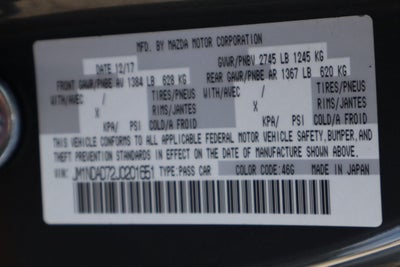 MFD. BY MAZDA MOTOR CORPORATION
DATE 12/17 GVWR/PNBV 2745 LB 1245 KG
FRONT GAWR/PNBE AV 1384 LB 628 KG REAR GAWR/PNBE AR 1367 LB 620 KG
WITH/AVEC / TIRES/PNEUS WITH/AVEC / TIRES/PNEUS
X RIMS/JANTES X RIMS/JANTES
KPA/ PSI COLD/A FROID KPA/ PSI COLD/A FROID
THIS VEHICLE CONFORMS TO ALL APPLICABLE FEDERAL MOTOR VEHICLE SAFETY, BUMPER, AND
THEFT PREVENTION STANDARDS IN EFFECT ON THE DATE OF MANUFACTURE SHOWN ABOVE.
VIN: JM1NDAD72J0201651 TYPE: PASS CAR COLOR CODE: 46G MADE IN JAPAN